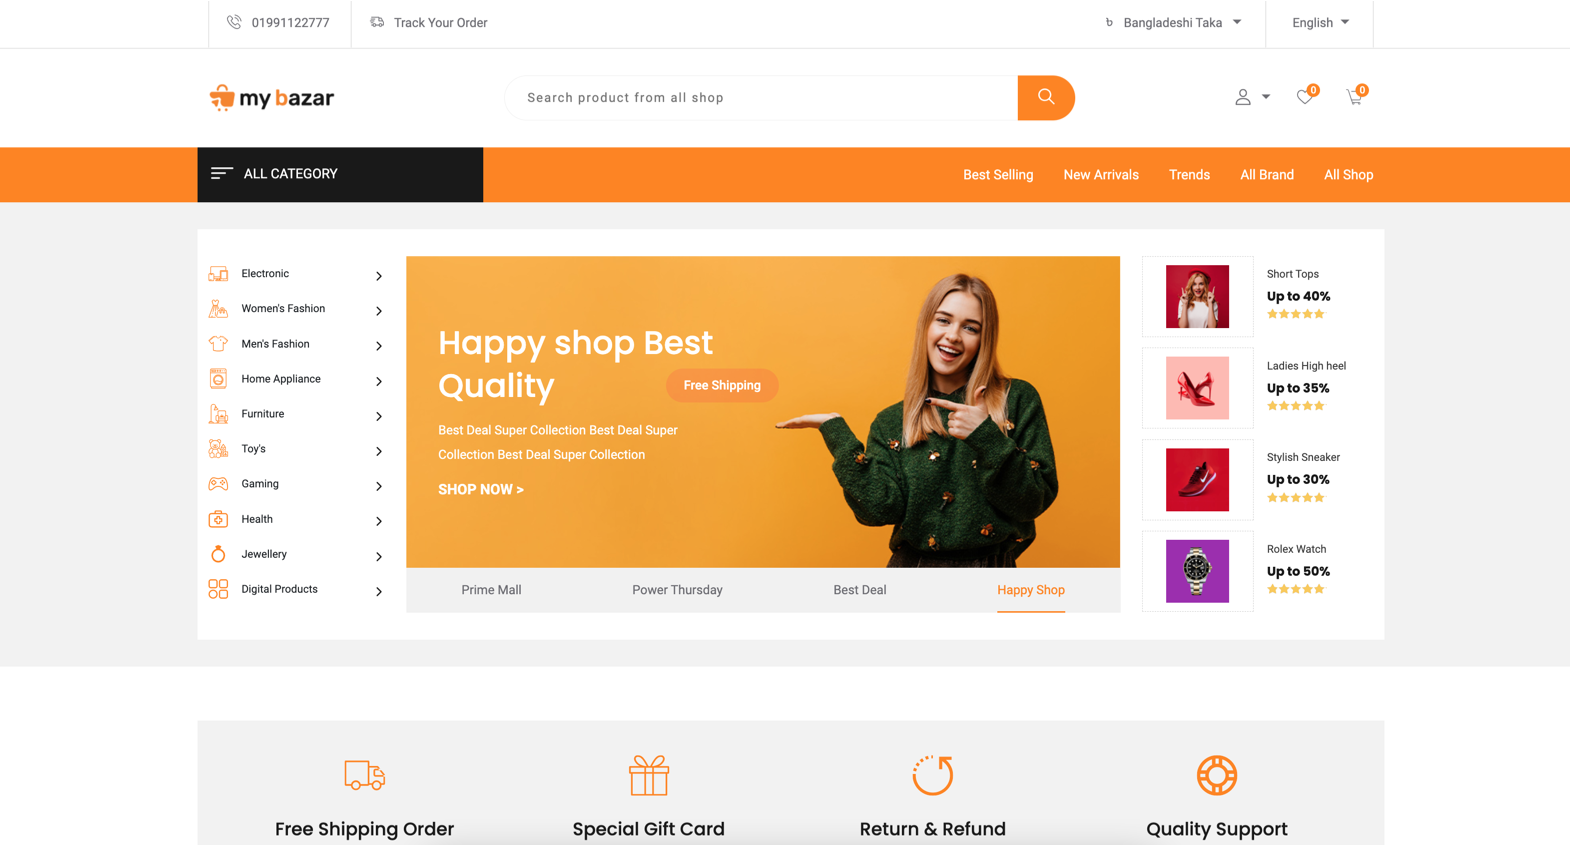 01991122777
Track Your Order
৳ Bangladeshi Taka
English
my bazar
Search product from all shop
0
0
ALL CATEGORY
Best Selling
New Arrivals
Trends
All Brand
All Shop
Electronic
Women's Fashion
Men's Fashion
Home Appliance
Furniture
Toy's
Gaming
Health
Jewellery
Digital Products
Happy shop Best
Quality
Free Shipping
Best Deal Super Collection Best Deal Super
Collection Best Deal Super Collection
SHOP NOW >
Prime Mall
Power Thursday
Best Deal
Happy Shop
Short Tops
Up to 40%
Ladies High heel
Up to 35%
Stylish Sneaker
Up to 30%
Rolex Watch
Up to 50%
Free Shipping Order
Special Gift Card
Return & Refund
Quality Support